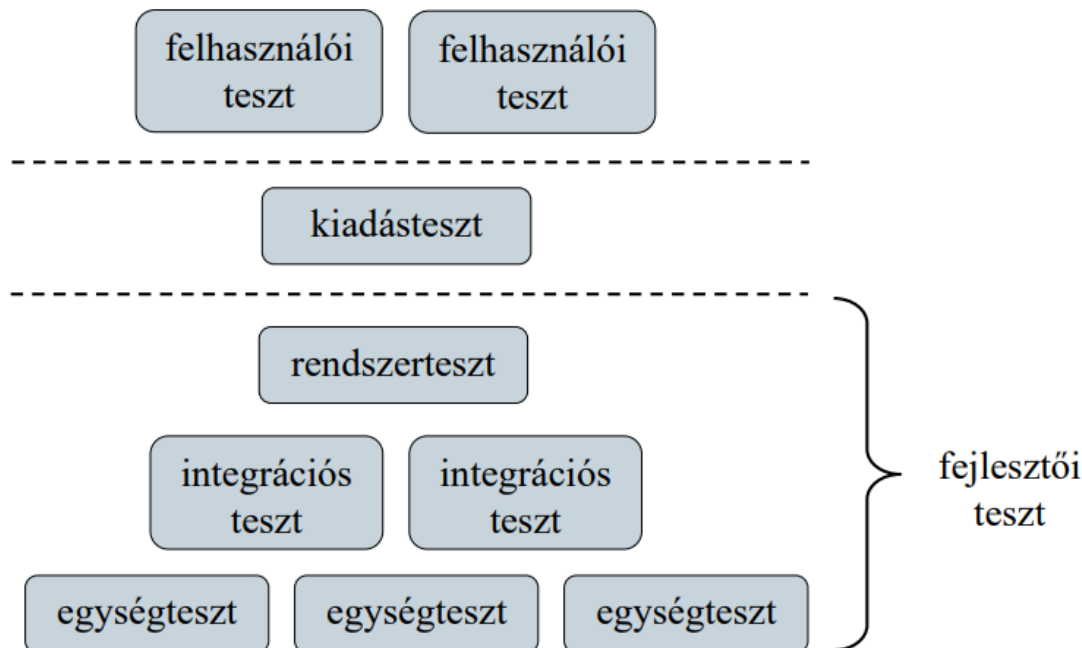 felhasználói
teszt
felhasználói
teszt
kiadásteszt
rendszerteszt
integrációs
teszt
integrációs
teszt
fejlesztői
teszt
egységteszt
egységteszt
egységteszt